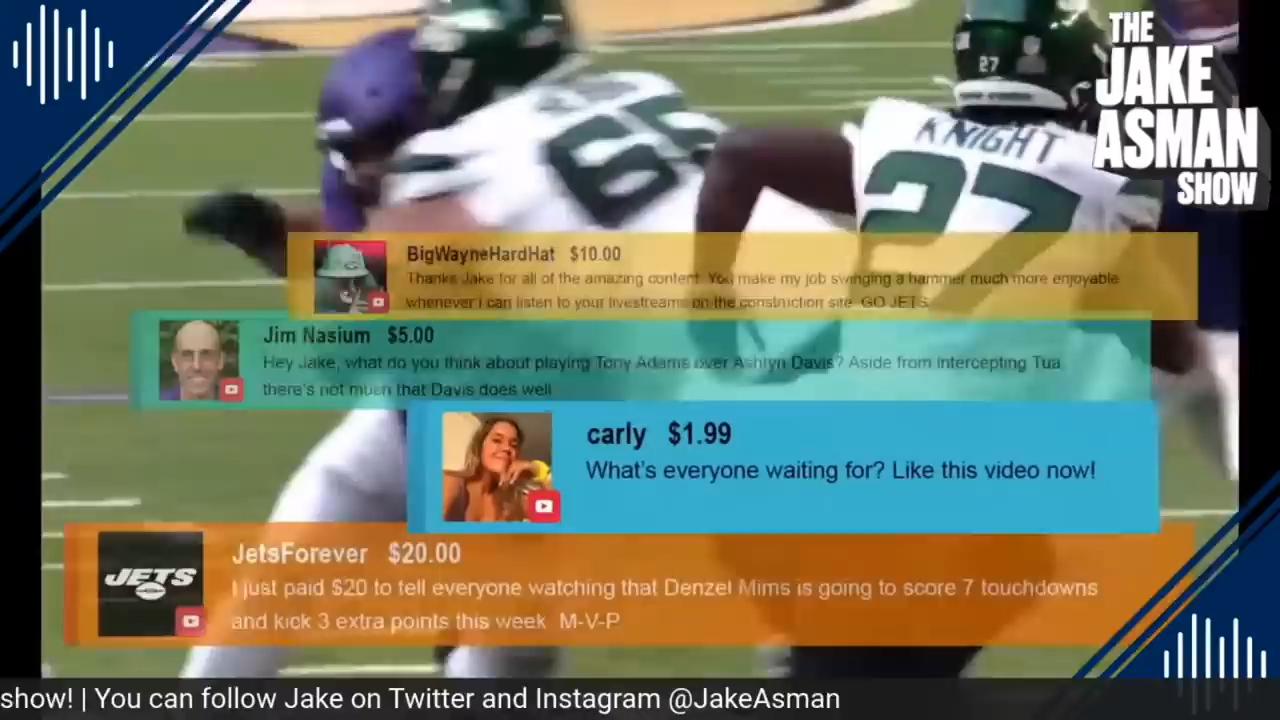 THE
JAKE
ASMAN
SHOW
27
KNIGHT
27
BigWayneHardHat $10.00
Thanks Jake for all of the amazing content. You make my job swinging a hammer much more enjoyable
whenever I can listen to your livestreams on the construction site. GO JETS
Jim Nasium $5.00
Hey Jake, what do you think about playing Tony Adams over Ashtyn Davis? Aside from intercepting Tua
there's not much that Davis does well
carly $1.99
What's everyone waiting for? Like this video now!
JETS
JetsForever $20.00
I just paid $20 to tell everyone watching that Denzel Mims is going to score 7 touchdowns
and kick 3 extra points this week. M-V-P
show! | You can follow Jake on Twitter and Instagram @JakeAsman